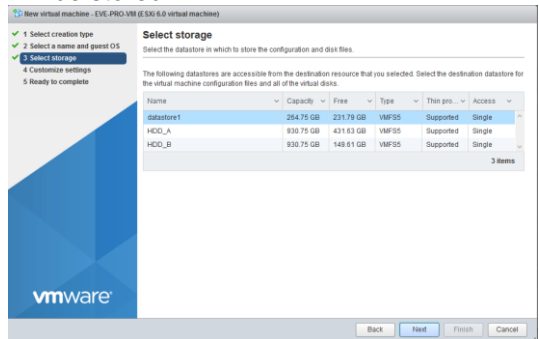 New virtual machine - EVE-PRO-VM (ESXi 6.0 virtual machine)
1 Select creation type
2 Select a name and guest OS
3 Select storage
4 Customize settings
5 Ready to complete
Select storage
Select the datastore in which to store the configuration and disk files.
The following datastores are accessible from the destination resource that you selected. Select the destination datastore for
the virtual machine configuration files and all of the virtual disks.
Name Capacity Free Type Thin pro... Access
datastore1 264.75 GB 231.79 GB VMFS5 Supported Single
HDD_A 930.75 GB 431.63 GB VMFS5 Supported Single
HDD_B 930.75 GB 149.61 GB VMFS5 Supported Single
3 items
vmware
Back Next Finish Cancel